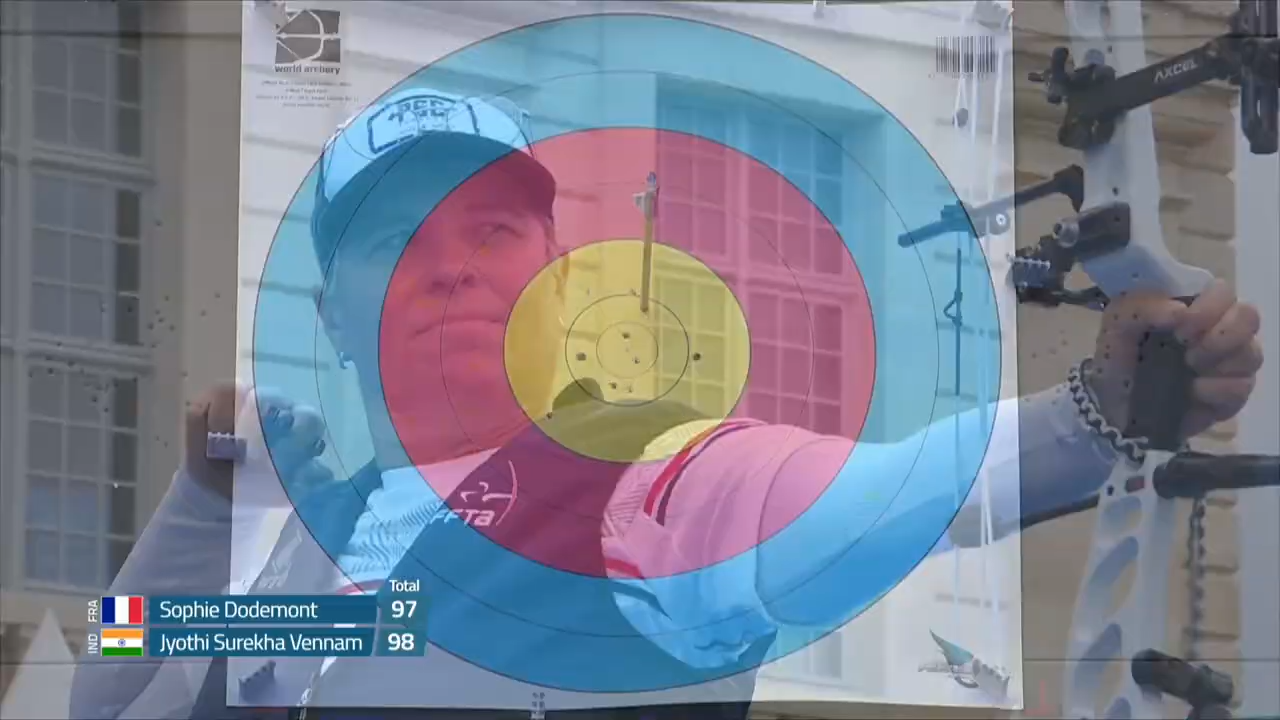 world archery
AXCEL
FFTA
Total
FRA Sophie Dodemont 97
IND Jyothi Surekha Vennam 98